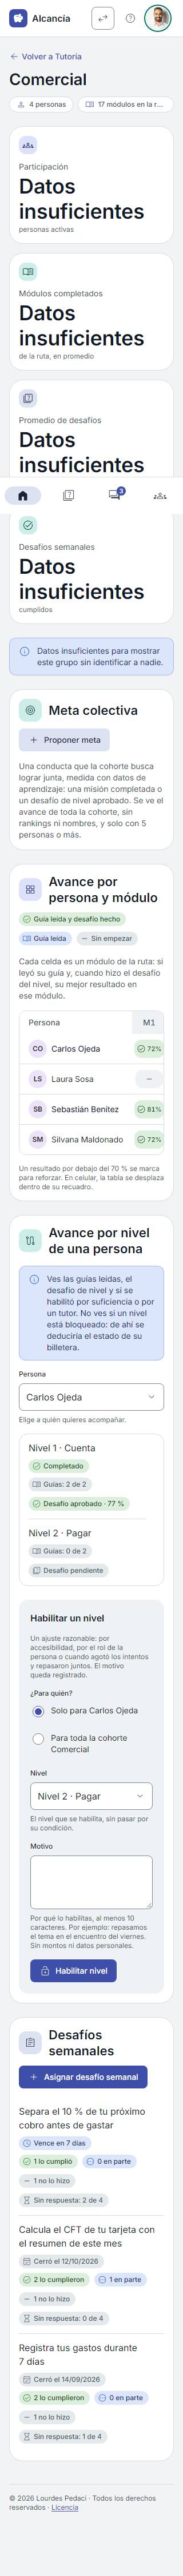 Alcancía
← Volver a Tutoría
Comercial
4 personas
17 módulos en la r...
Participación
Datos
insuficientes
personas activas
Módulos completados
Datos
insuficientes
de la ruta, en promedio
Promedio de desafíos
Datos
insuficientes
3
Desafíos semanales
Datos
insuficientes
cumplidos
Datos insuficientes para mostrar
este grupo sin identificar a nadie.
Meta colectiva
+ Proponer meta
Una conducta que la cohorte busca
lograr junta, medida con datos de
aprendizaje: una misión completada o
un desafío de nivel aprobado. Se ve el
avance de toda la cohorte, sin
rankings ni nombres, y solo con 5
personas o más.
Avance por
persona y módulo
Guía leída y desafío hecho
Guía leída
— Sin empezar
Cada celda es un módulo de la ruta: si
leyó su guía y, cuando hizo el desafío
del nivel, su mejor resultado en
ese módulo.
Persona
M1
CO
Carlos Ojeda
72%
LS
Laura Sosa
—
SB
Sebastián Benítez
81%
SM
Silvana Maldonado
72%
Un resultado por debajo del 70 % se marca
para reforzar. En celular, la tabla se desplaza
dentro de su recuadro.
Avance por nivel
de una persona
Ves las guías leídas, el
desafío de nivel y si se
habilitó por suficiencia o por
un tutor. No ves si un nivel
está bloqueado: de ahí se
deduciría el estado de su
billetera.
Persona
Carlos Ojeda
Elige a quién quieres acompañar.
Nivel 1 · Cuenta
Completado
Guías: 2 de 2
Desafío aprobado · 77 %
Nivel 2 · Pagar
Guías: 0 de 2
Desafío pendiente
Habilitar un nivel
Un ajuste razonable: por
accesibilidad, por el rol de la
persona o cuando agotó los intentos
y repasaron juntos. El motivo
queda registrado.
¿Para quién?
Solo para Carlos Ojeda
Para toda la cohorte
Comercial
Nivel
Nivel 2 · Pagar
El nivel que se habilita, sin pasar por
su condición.
Motivo
Por qué lo habilitas, al menos 10
caracteres. Por ejemplo: repasamos
el tema en el encuentro del viernes.
Sin montos ni datos personales.
Habilitar nivel
Desafíos
semanales
+ Asignar desafío semanal
Separa el 10 % de tu próximo
cobro antes de gastar
Vence en 7 días
1 lo cumplió
0 en parte
— 1 no lo hizo
Sin respuesta: 2 de 4
Calcula el CFT de tu tarjeta con
el resumen de este mes
Cerró el 12/10/2026
2 lo cumplieron
1 en parte
— 1 no lo hizo
Sin respuesta: 0 de 4
Registra tus gastos durante
7 días
Cerró el 14/09/2026
2 lo cumplieron
0 en parte
— 1 no lo hizo
Sin respuesta: 1 de 4
© 2026 Lourdes Pedaci · Todos los derechos
reservados · Licencia